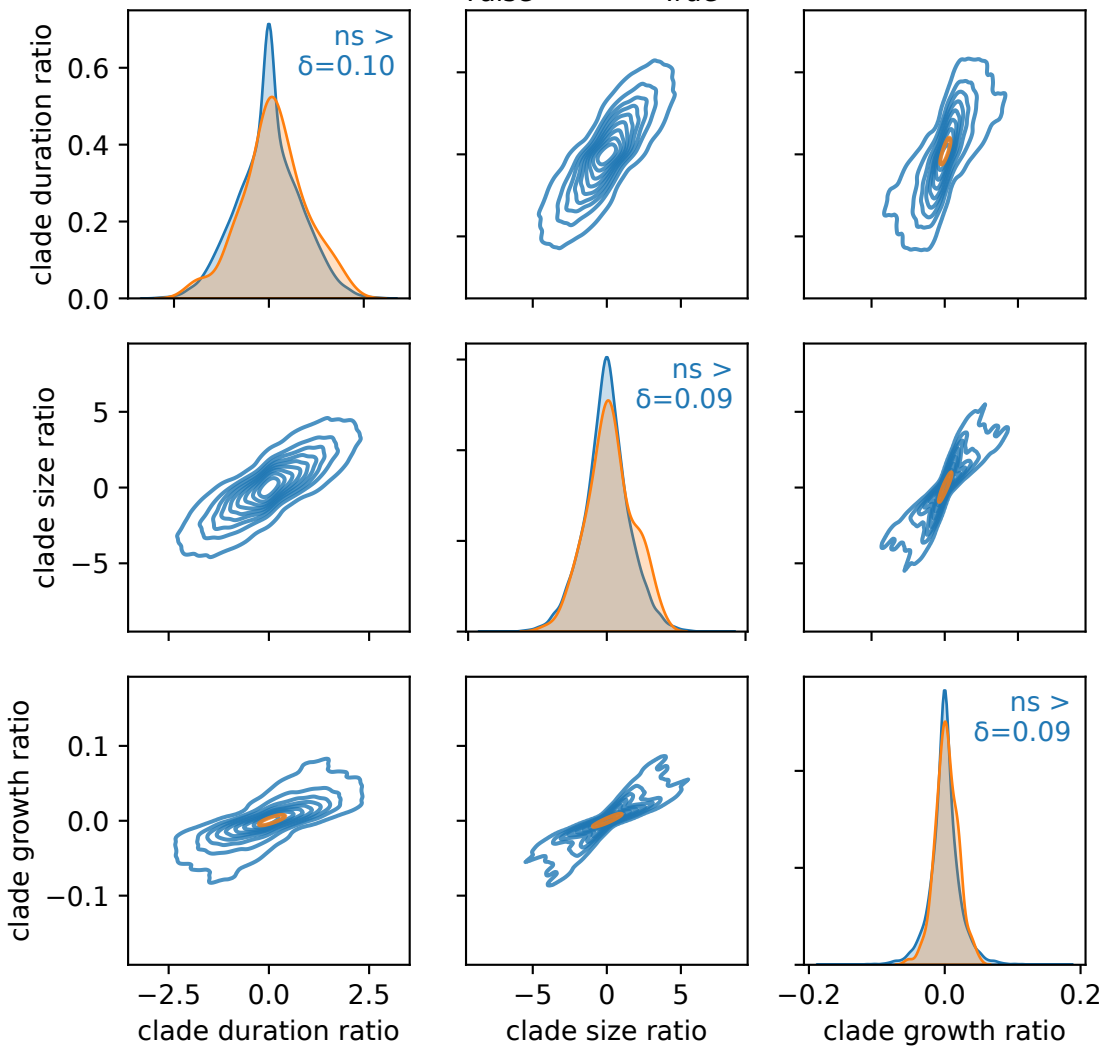 ns >
δ=0.10
clade duration ratio
0.6
0.4
0.2
0.0
ns >
δ=0.09
clade size ratio
5
0
−5
ns >
δ=0.09
clade growth ratio
0.1
0.0
−0.1
−2.5 0.0 2.5
clade duration ratio
−5 0 5
clade size ratio
−0.2 0.0 0.2
clade growth ratio